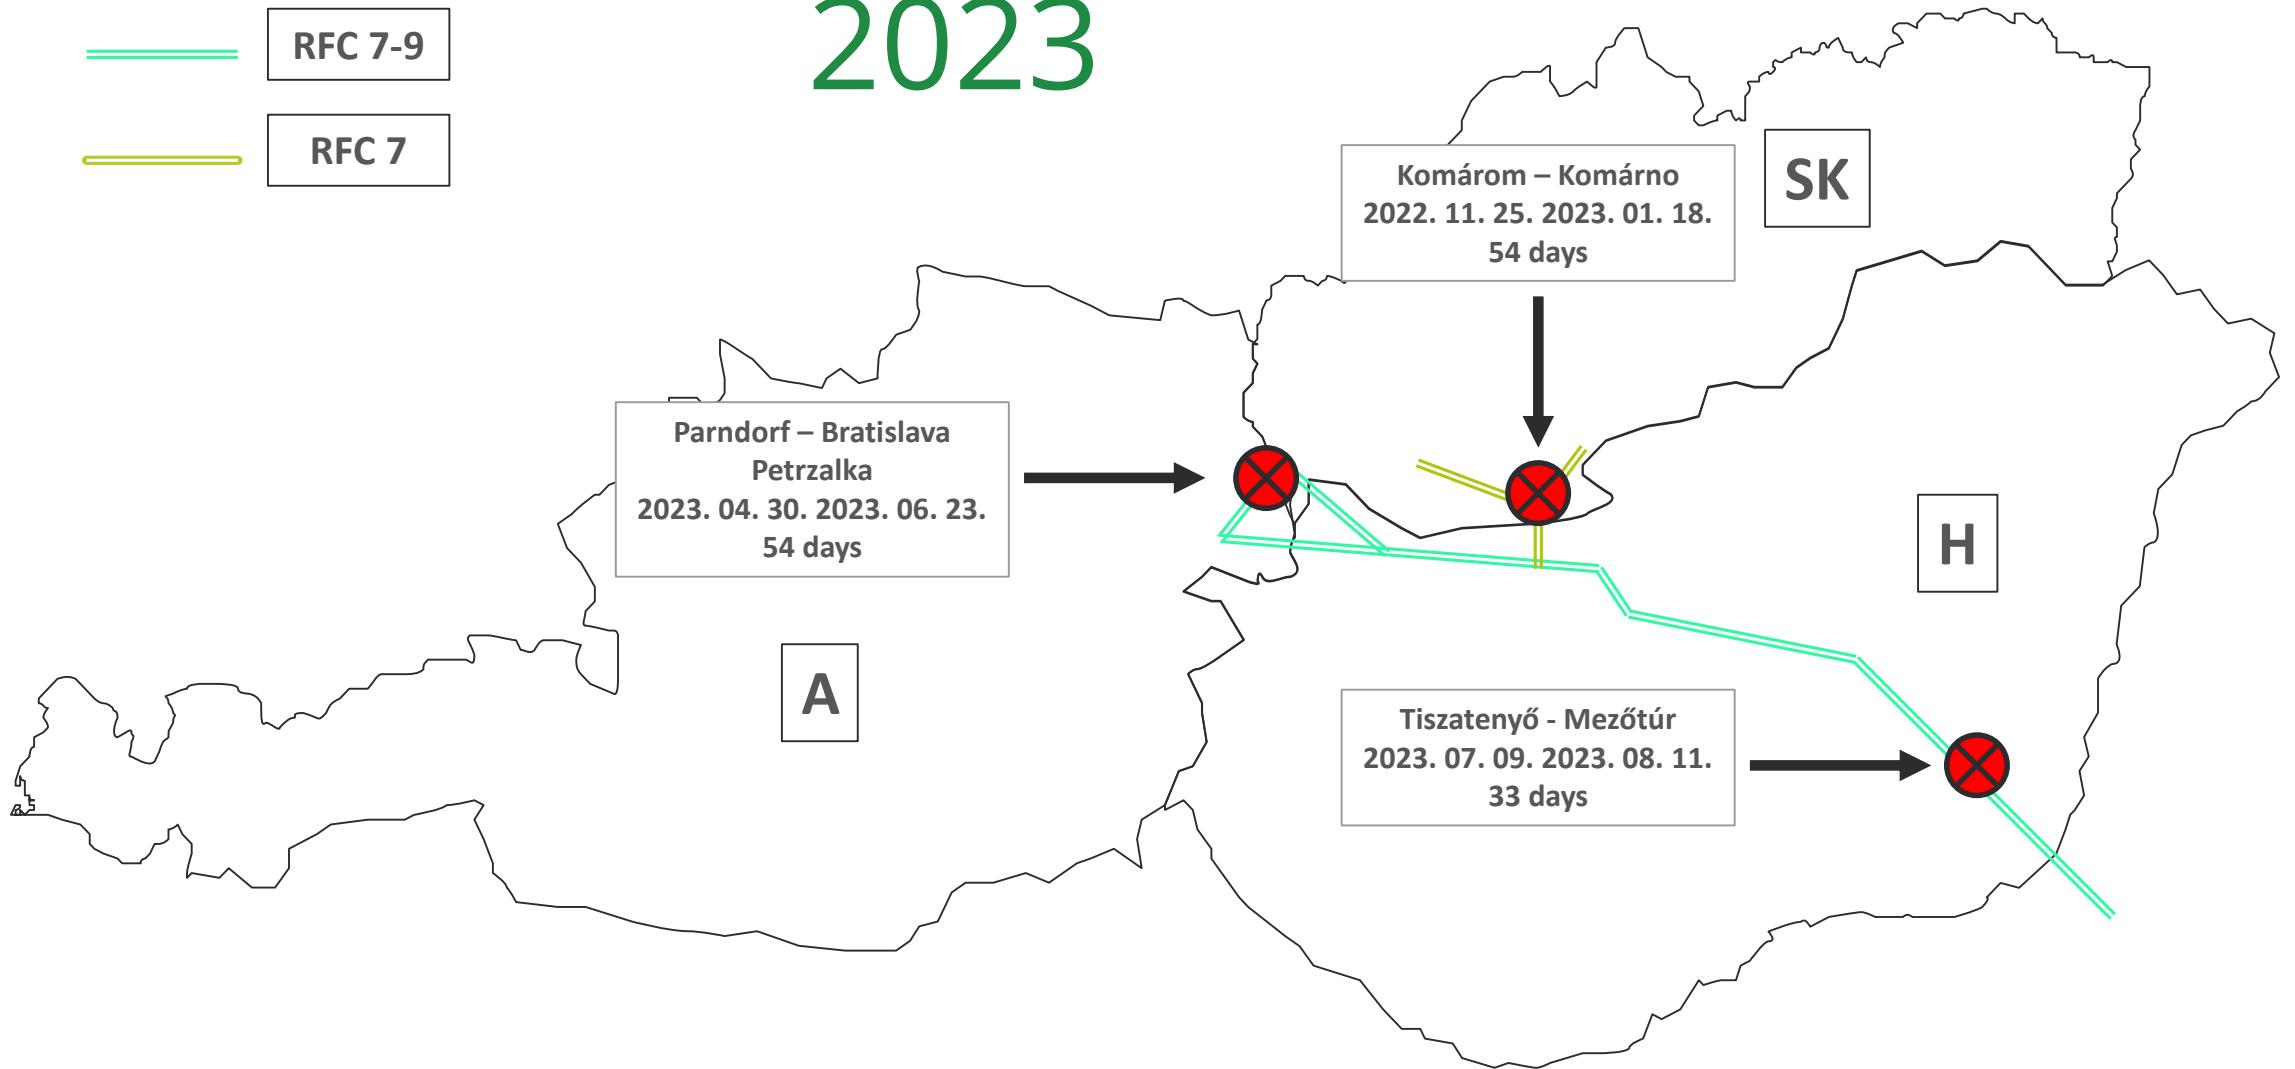 2023
RFC 7-9
RFC 7
Komárom – Komárno
2022. 11. 25. 2023. 01. 18.
54 days
SK
Parndorf – Bratislava
Petrzalka
2023. 04. 30. 2023. 06. 23.
54 days
H
A
Tiszatenyő - Mezőtúr
2023. 07. 09. 2023. 08. 11.
33 days